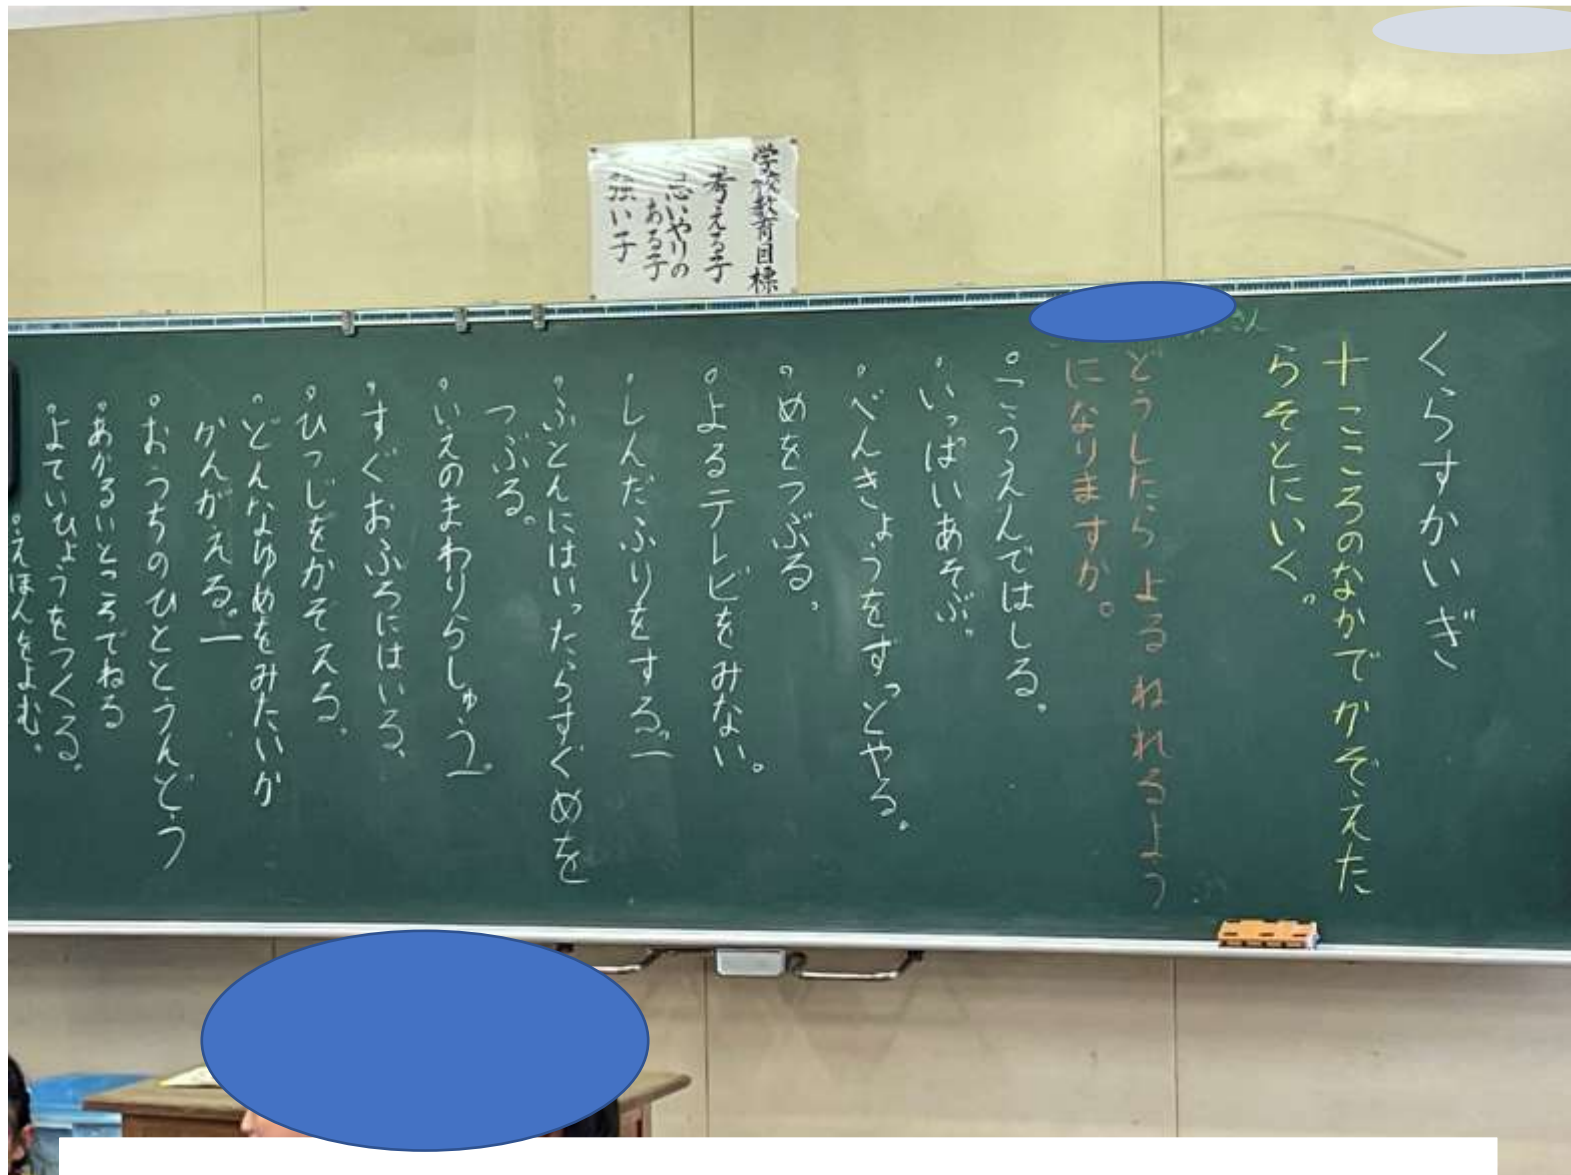 学校教育目標
考える子
思いやりの
ある子
強い子
くらすかいぎ
十 こころのなかで かぞえた
らそとにいく。
さん
どうしたら よる ねれるよう
になりますか。
。「こうえんではしる。
。いっぱいあそぶ。
。べんきょうをずっとやる。
。めをつぶる。
。よるテレビをみない。
。しんだふりをする。」
。ふとんにはいったらすぐめを
つぶる。
。いえのまわりらしゅう」。
。すぐおふろにはいる。
。ひつじをかぞえる。
。どんなゆめをみたいか
かんがえる。」
。おうちのひととうんどう
。あかるいところでねる
。よていひょうをつくる。
。えほんをよむ。